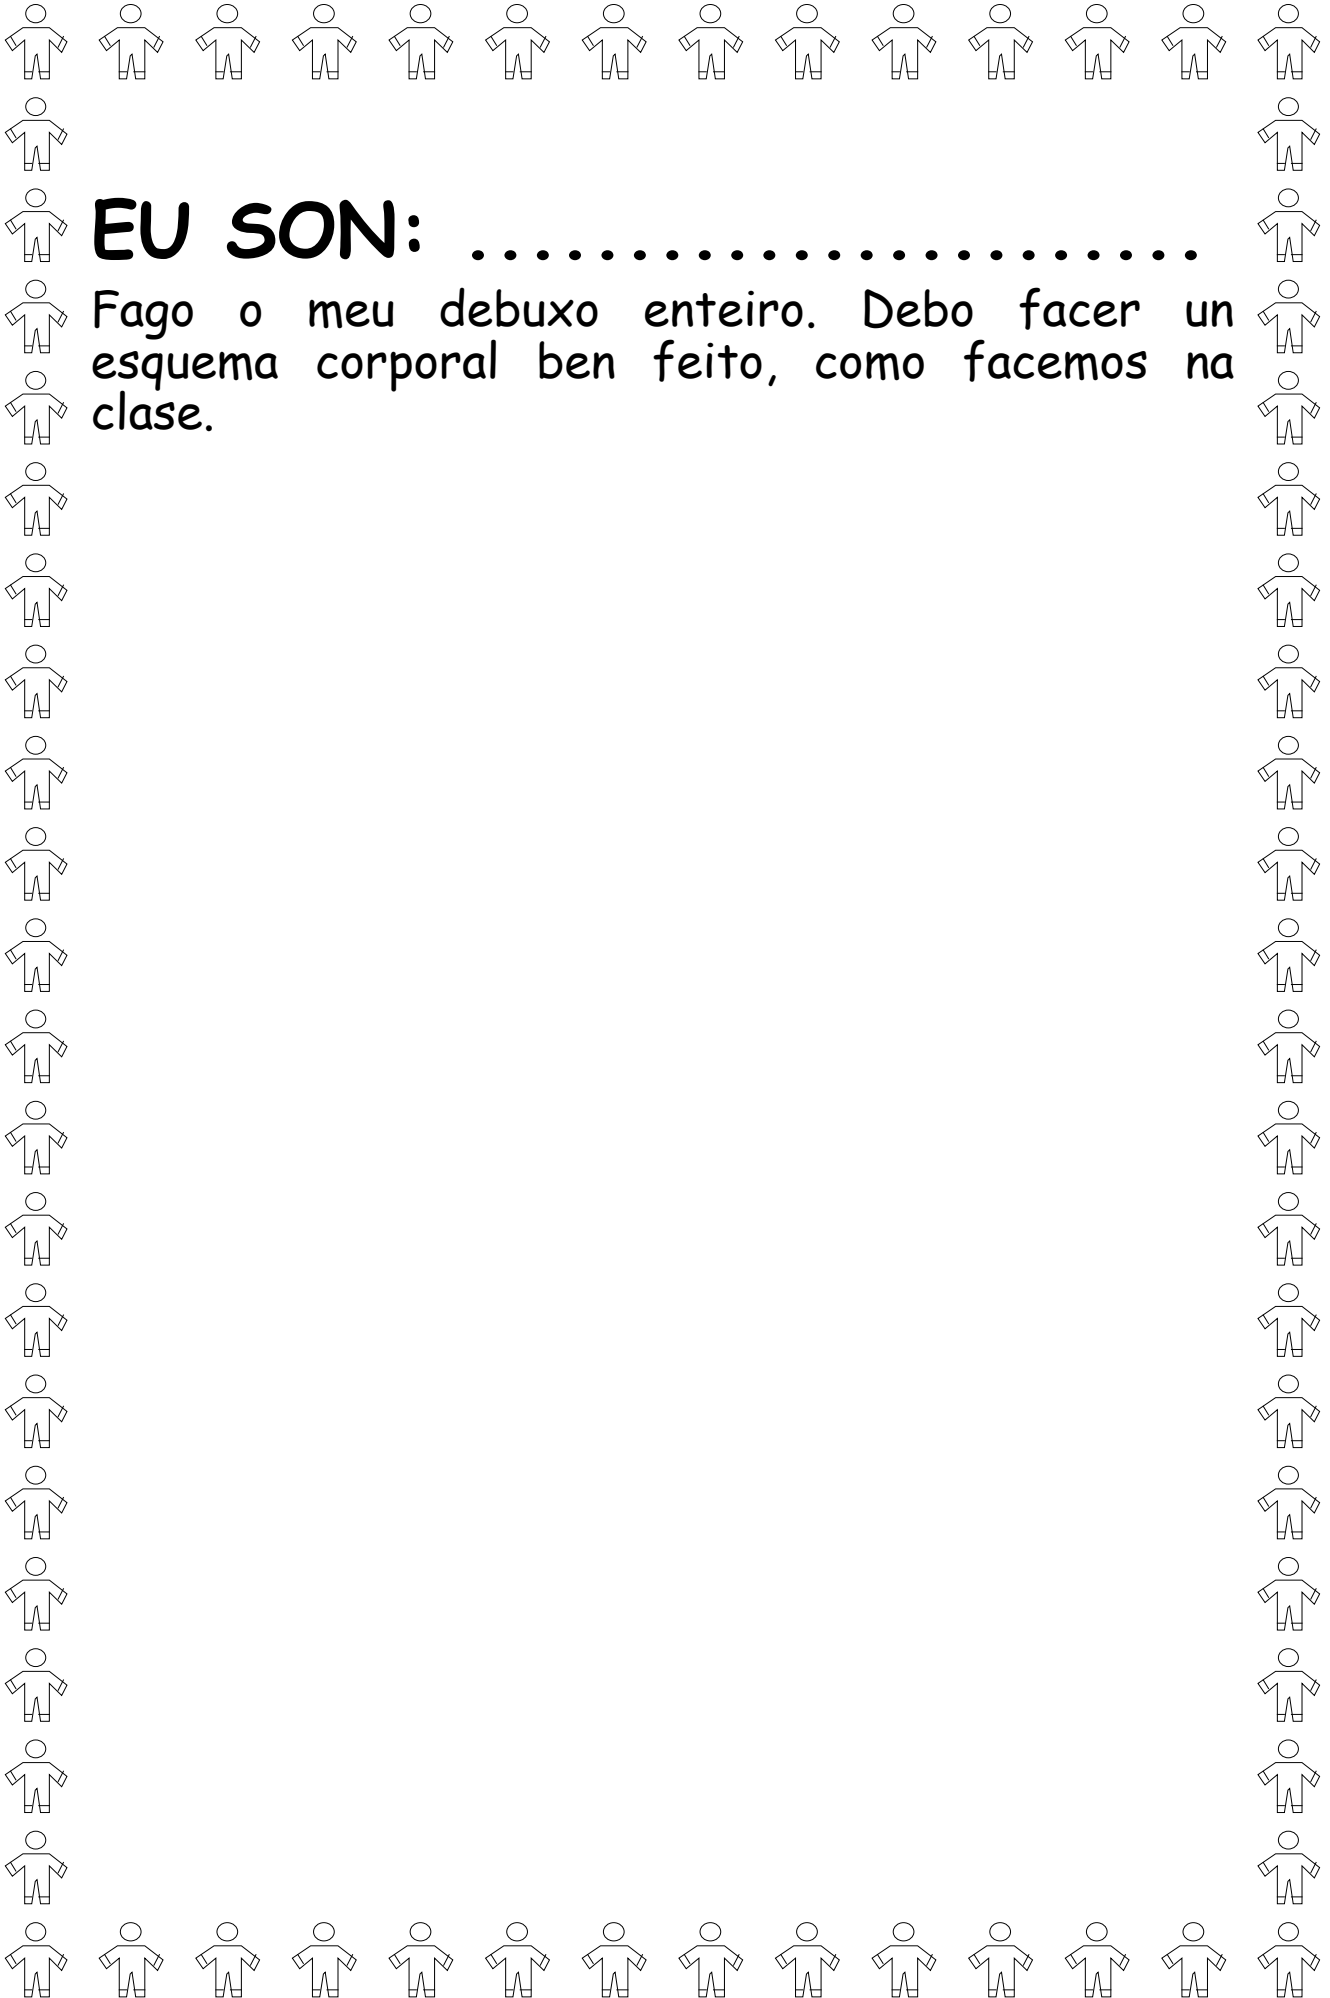 EU SON: .......................
Fago o meu debuxo enteiro. Debo facer un
esquema corporal ben feito, como facemos na
clase.